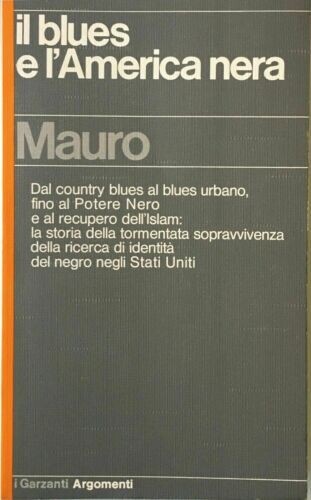 il blues
e l'America nera
Mauro
Dal country blues al blues urbano,
fino al Potere Nero
e al recupero dell'Islam:
la storia della tormentata sopravvivenza
della ricerca di identità
del negro negli Stati Uniti
i Garzanti Argomenti